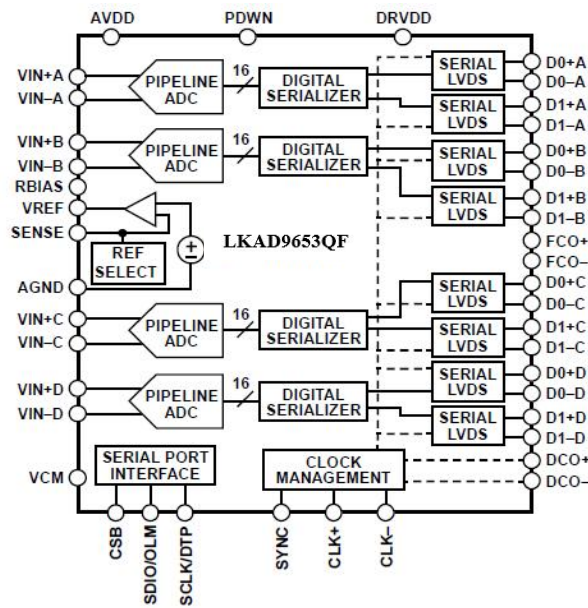 AVDD PDWN DRVDD
VIN+A
VIN–A
PIPELINE
ADC
16
DIGITAL
SERIALIZER
SERIAL
LVDS
D0+A
D0–A
SERIAL
LVDS
D1+A
D1–A
VIN+B
VIN–B
PIPELINE
ADC
16
DIGITAL
SERIALIZER
SERIAL
LVDS
D0+B
D0–B
SERIAL
LVDS
D1+B
D1–B
RBIAS
VREF
SENSE
REF
SELECT
AGND
LKAD9653QF
FCO+
FCO–
VIN+C
VIN–C
PIPELINE
ADC
16
DIGITAL
SERIALIZER
SERIAL
LVDS
D0+C
D0–C
SERIAL
LVDS
D1+C
D1–C
VIN+D
VIN–D
PIPELINE
ADC
16
DIGITAL
SERIALIZER
SERIAL
LVDS
D0+D
D0–D
SERIAL
LVDS
D1+D
D1–D
VCM
SERIAL PORT
INTERFACE
CLOCK
MANAGEMENT
DCO+
DCO–
CSB
SDIO/OLM
SCLK/DTP
SYNC
CLK+
CLK–